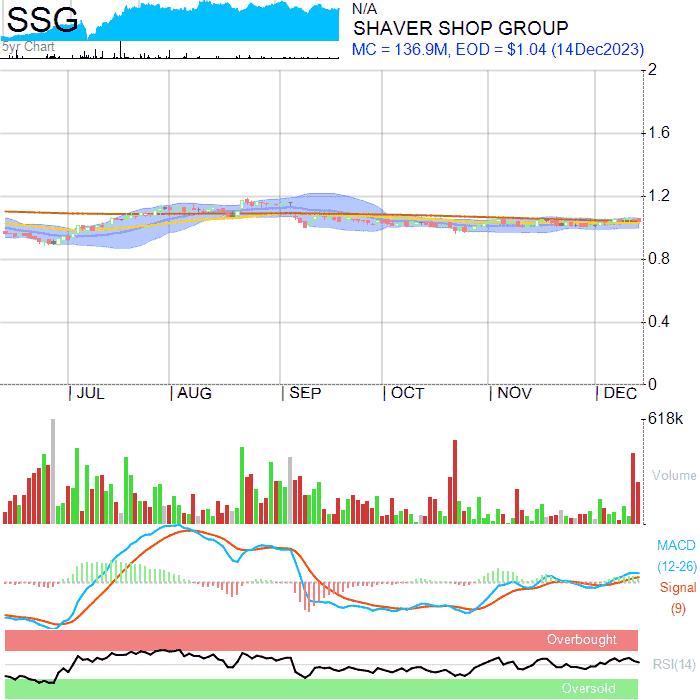 SSG
5yr Chart
N/A
SHAVER SHOP GROUP
MC = 136.9M, EOD = $1.04 (14Dec2023)
2
1.6
1.2
0.8
0.4
0
JUL AUG SEP OCT NOV DEC
618k
Volume
MACD
(12-26)
Signal
(9)
Overbought
RSI(14)
Oversold